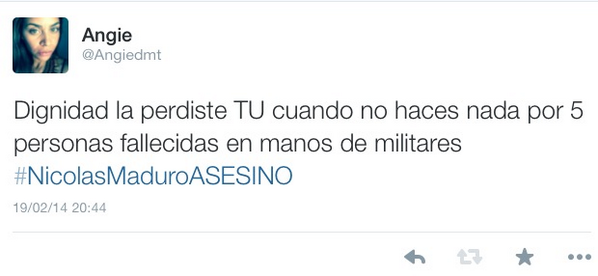 Angie
@Angiedmt
Dignidad la perdiste TU cuando no haces nada por 5
personas fallecidas en manos de militares
#NicolasMaduroASESINO
19/02/14 20:44